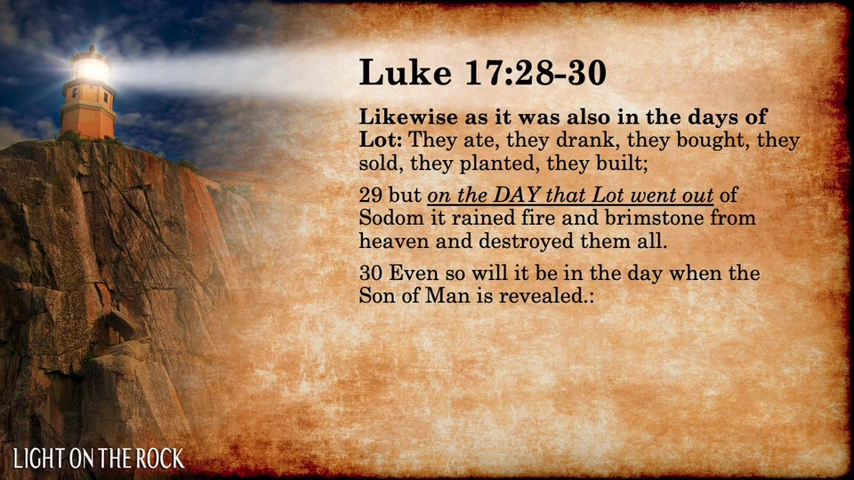 Luke 17:28-30
Likewise as it was also in the days of
Lot: They ate, they drank, they bought, they
sold, they planted, they built;
29 but on the DAY that Lot went out of
Sodom it rained fire and brimstone from
heaven and destroyed them all.
30 Even so will it be in the day when the
Son of Man is revealed.:
LIGHT ON THE ROCK